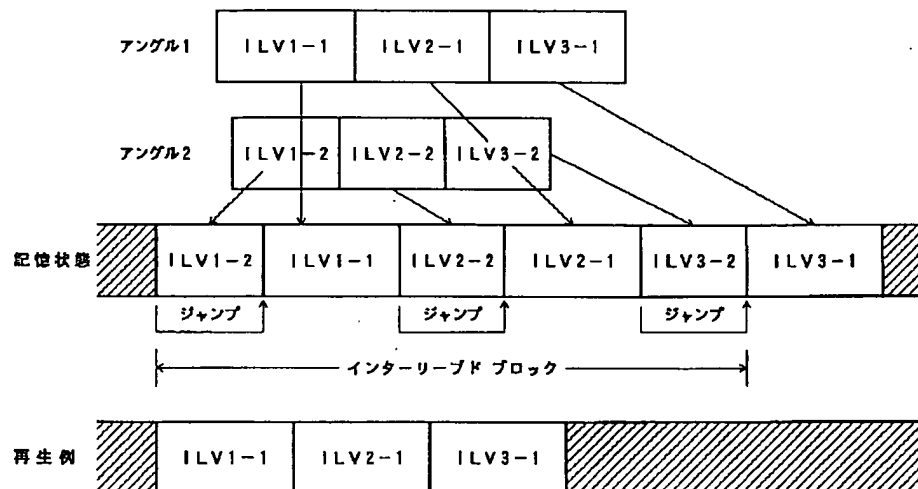 アングル1 ILV1-1 ILV2-1 ILV3-1
アングル2 ILV1-2 ILV2-2 ILV3-2
記憶状態 ILV1-2 ILV1-1 ILV2-2 ILV2-1 ILV3-2 ILV3-1
ジャンプ ジャンプ ジャンプ
インターリーブド ブロック
再生例 ILV1-1 ILV2-1 ILV3-1